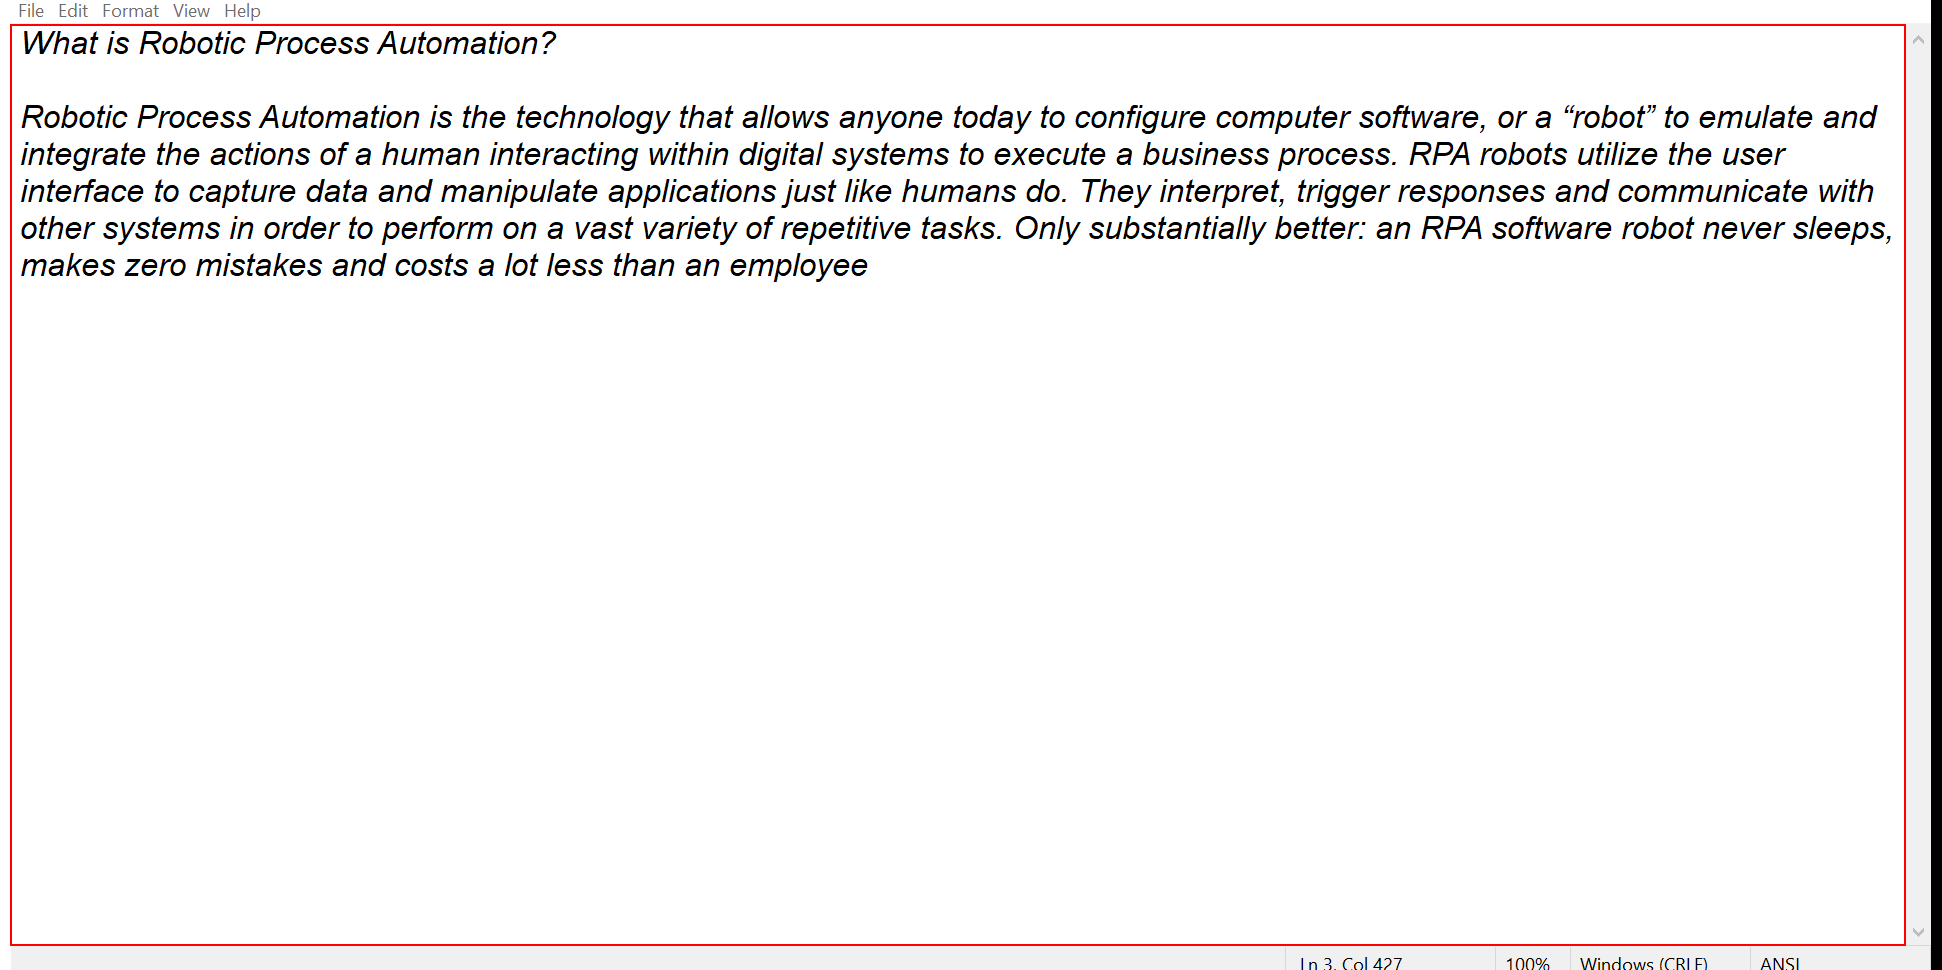 File Edit Format View Help
What is Robotic Process Automation?
Robotic Process Automation is the technology that allows anyone today to configure computer software, or a “robot” to emulate and
integrate the actions of a human interacting within digital systems to execute a business process. RPA robots utilize the user
interface to capture data and manipulate applications just like humans do. They interpret, trigger responses and communicate with
other systems in order to perform on a vast variety of repetitive tasks. Only substantially better: an RPA software robot never sleeps,
makes zero mistakes and costs a lot less than an employee
Ln 3, Col 427 100% Windows (CRLF) ANSI